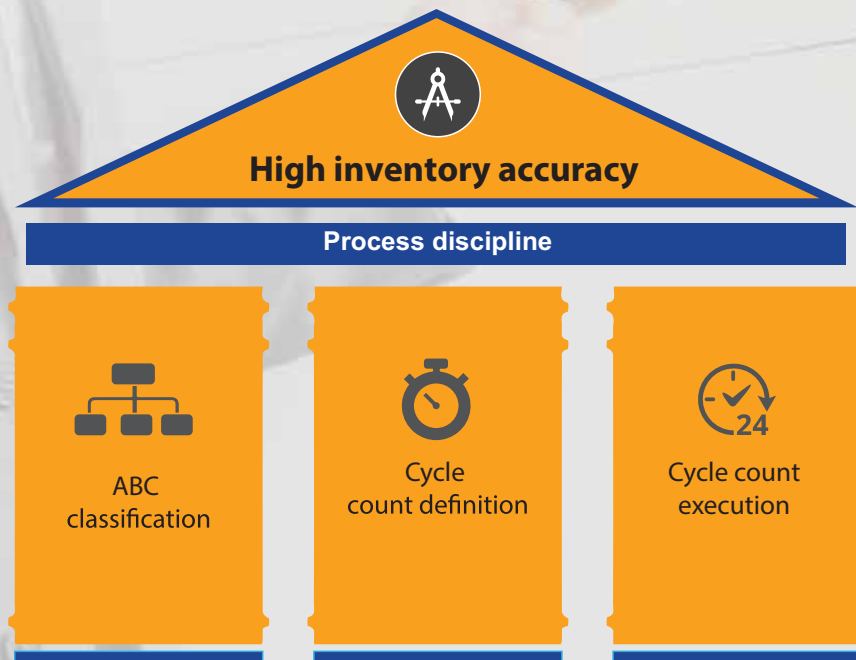 High inventory accuracy
Process discipline
ABC
classification
Cycle
count definition
24
Cycle count
execution